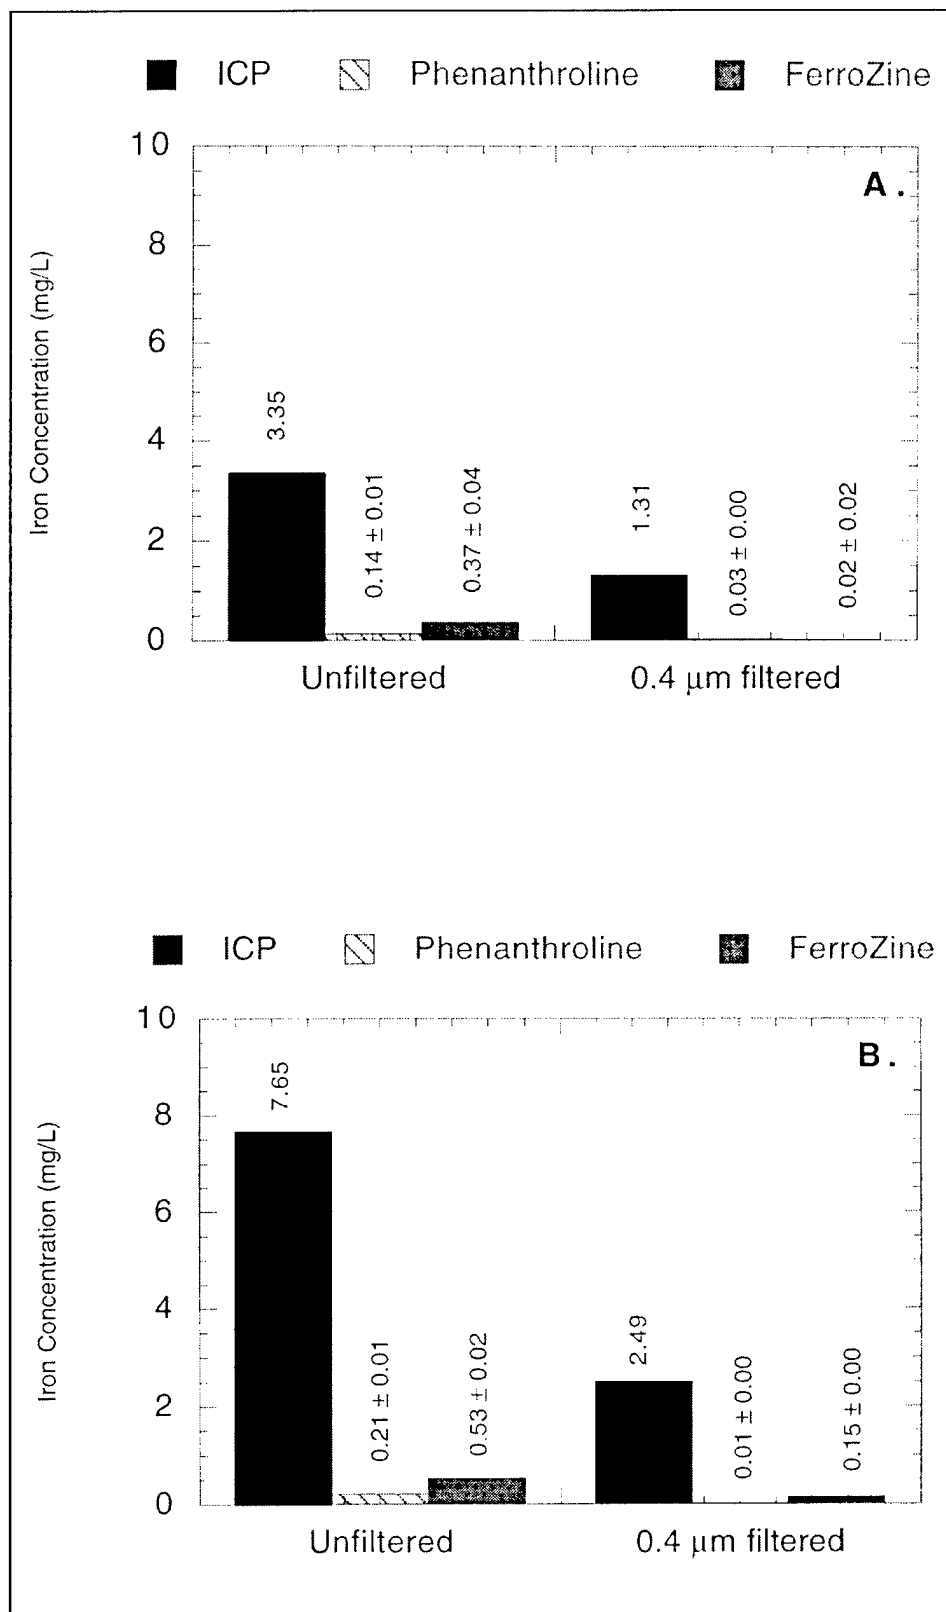 ICP Phenanthroline FerroZine
A.
Iron Concentration (mg/L)
10
8
6
4
2
0
3.35
0.14 ± 0.01
0.37 ± 0.04
1.31
0.03 ± 0.00
0.02 ± 0.02
Unfiltered 0.4 μm filtered
ICP Phenanthroline FerroZine
B.
Iron Concentration (mg/L)
10
8
6
4
2
0
7.65
0.21 ± 0.01
0.53 ± 0.02
2.49
0.01 ± 0.00
0.15 ± 0.00
Unfiltered 0.4 μm filtered